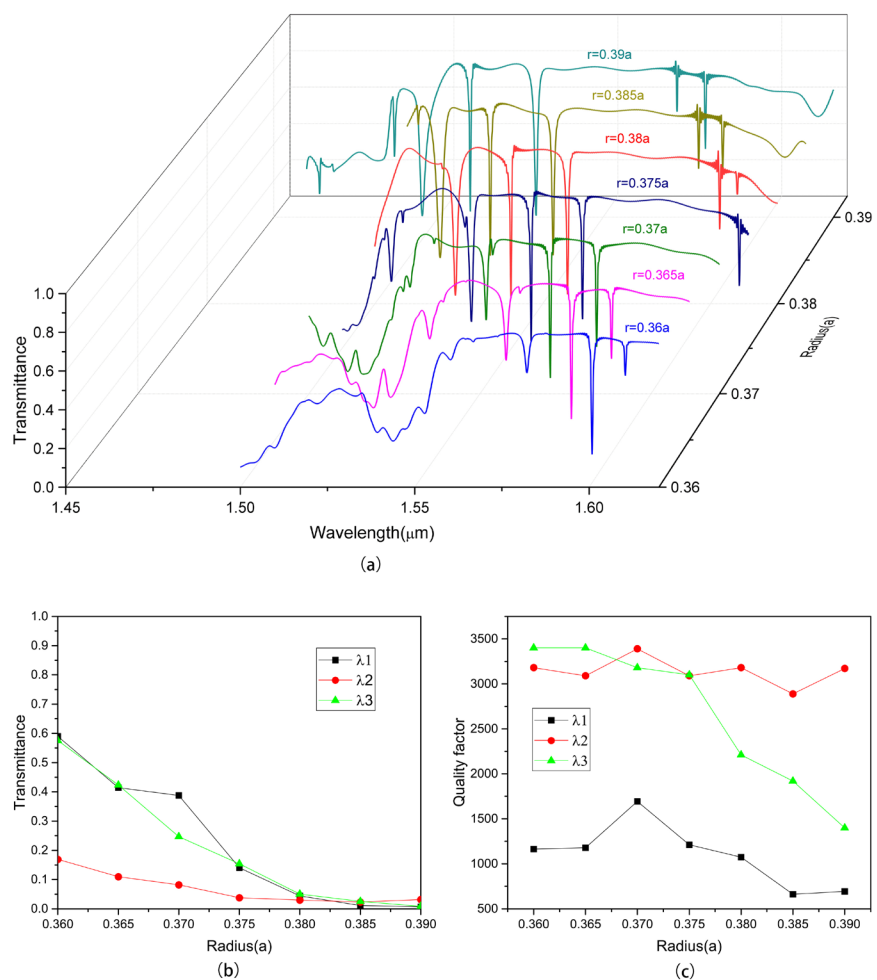 r=0.39a
r=0.385a
r=0.38a
r=0.375a
r=0.37a
r=0.365a
r=0.36a
Transmittance
1.0
0.8
0.6
0.4
0.2
0.0
1.45 1.50 1.55 1.60
Wavelength(μm)
0.39
0.38
0.37
0.36
Radius(a)
(a)
Transmittance
1.0
0.9
0.8
0.7
0.6
0.5
0.4
0.3
0.2
0.1
0.0
λ1
λ2
λ3
0.360 0.365 0.370 0.375 0.380 0.385 0.390
Radius(a)
(b)
Quality factor
3500
3000
2500
2000
1500
1000
500
λ1
λ2
λ3
0.360 0.365 0.370 0.375 0.380 0.385 0.390
Radius(a)
(c)